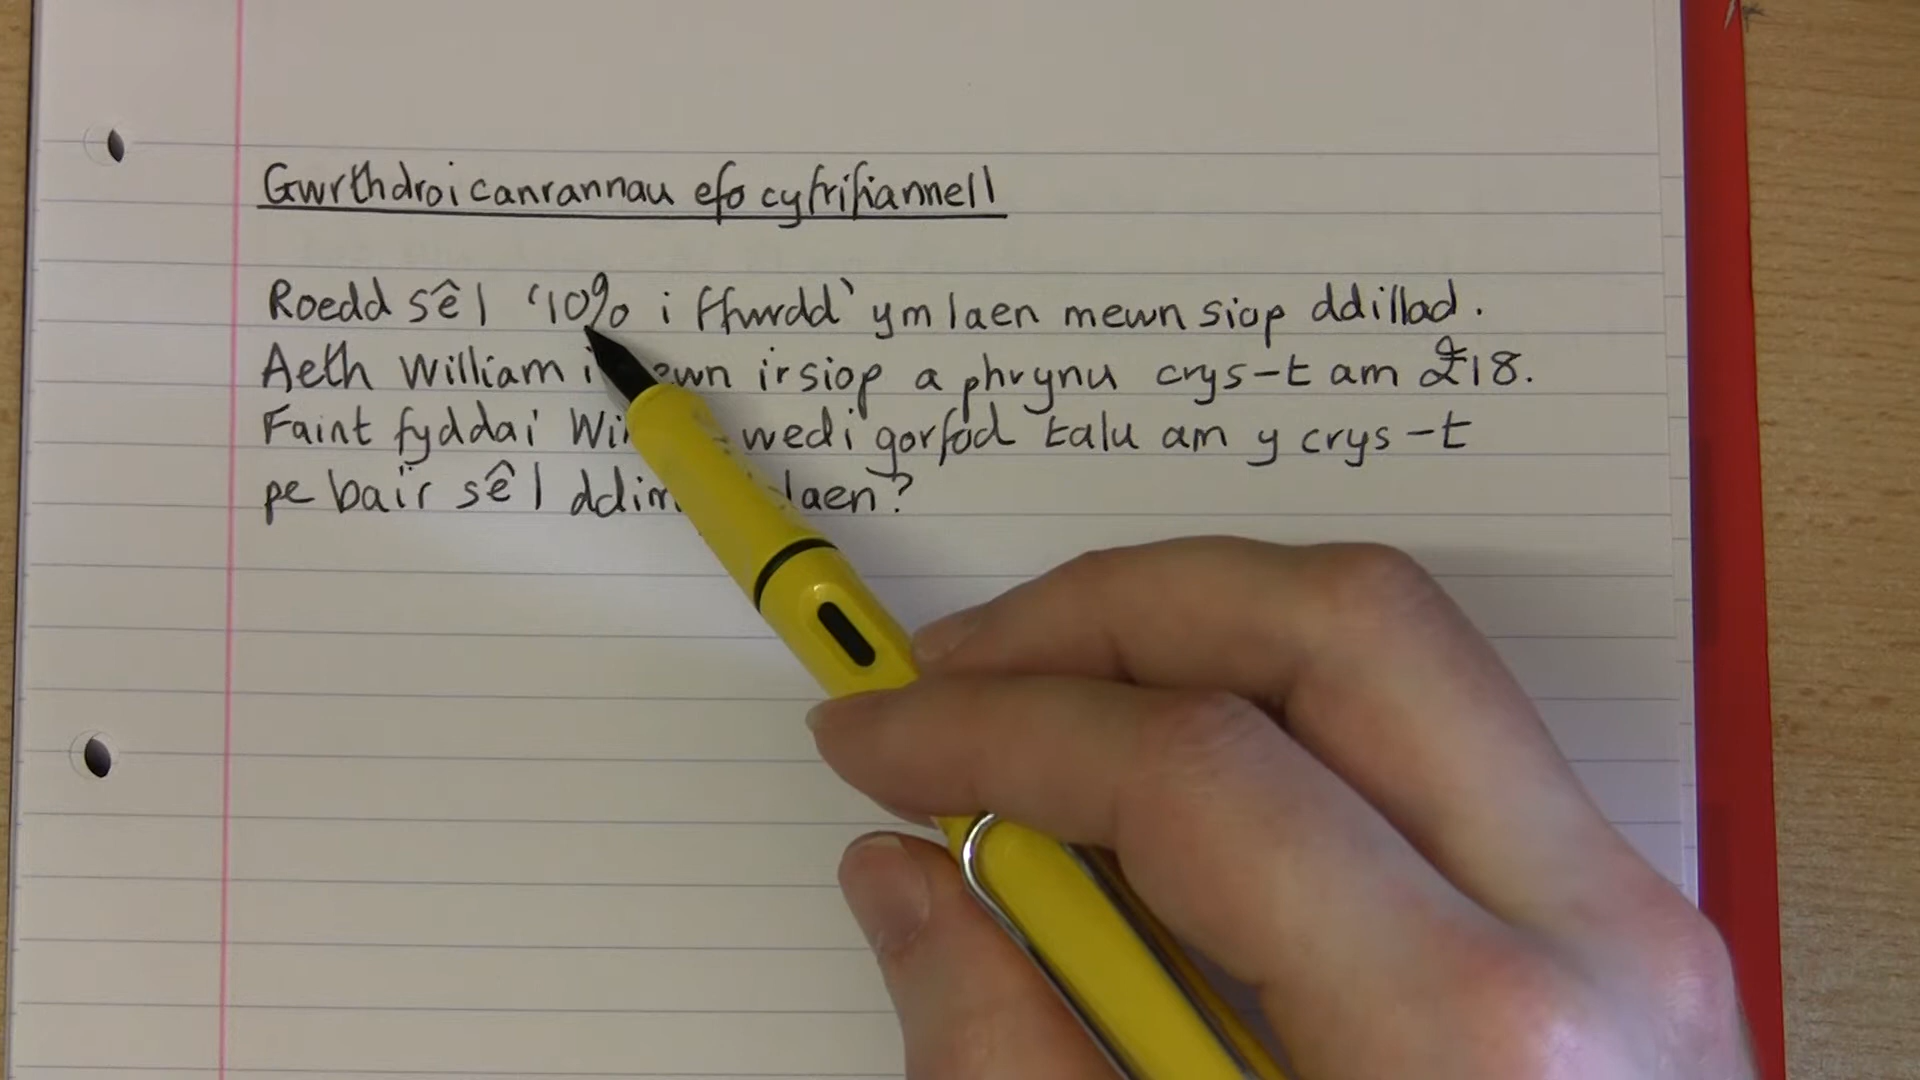 Gwrthdroi canrannau efo cyfrifiannell
Roedd sêl '10% i ffwrdd' ymlaen mewn siop ddillad.
Aeth William i'r siop a phrynu crys-t am £18.
Faint fyddai wedi gorfod talu am y crys-t
pe bai'r sêl ddim